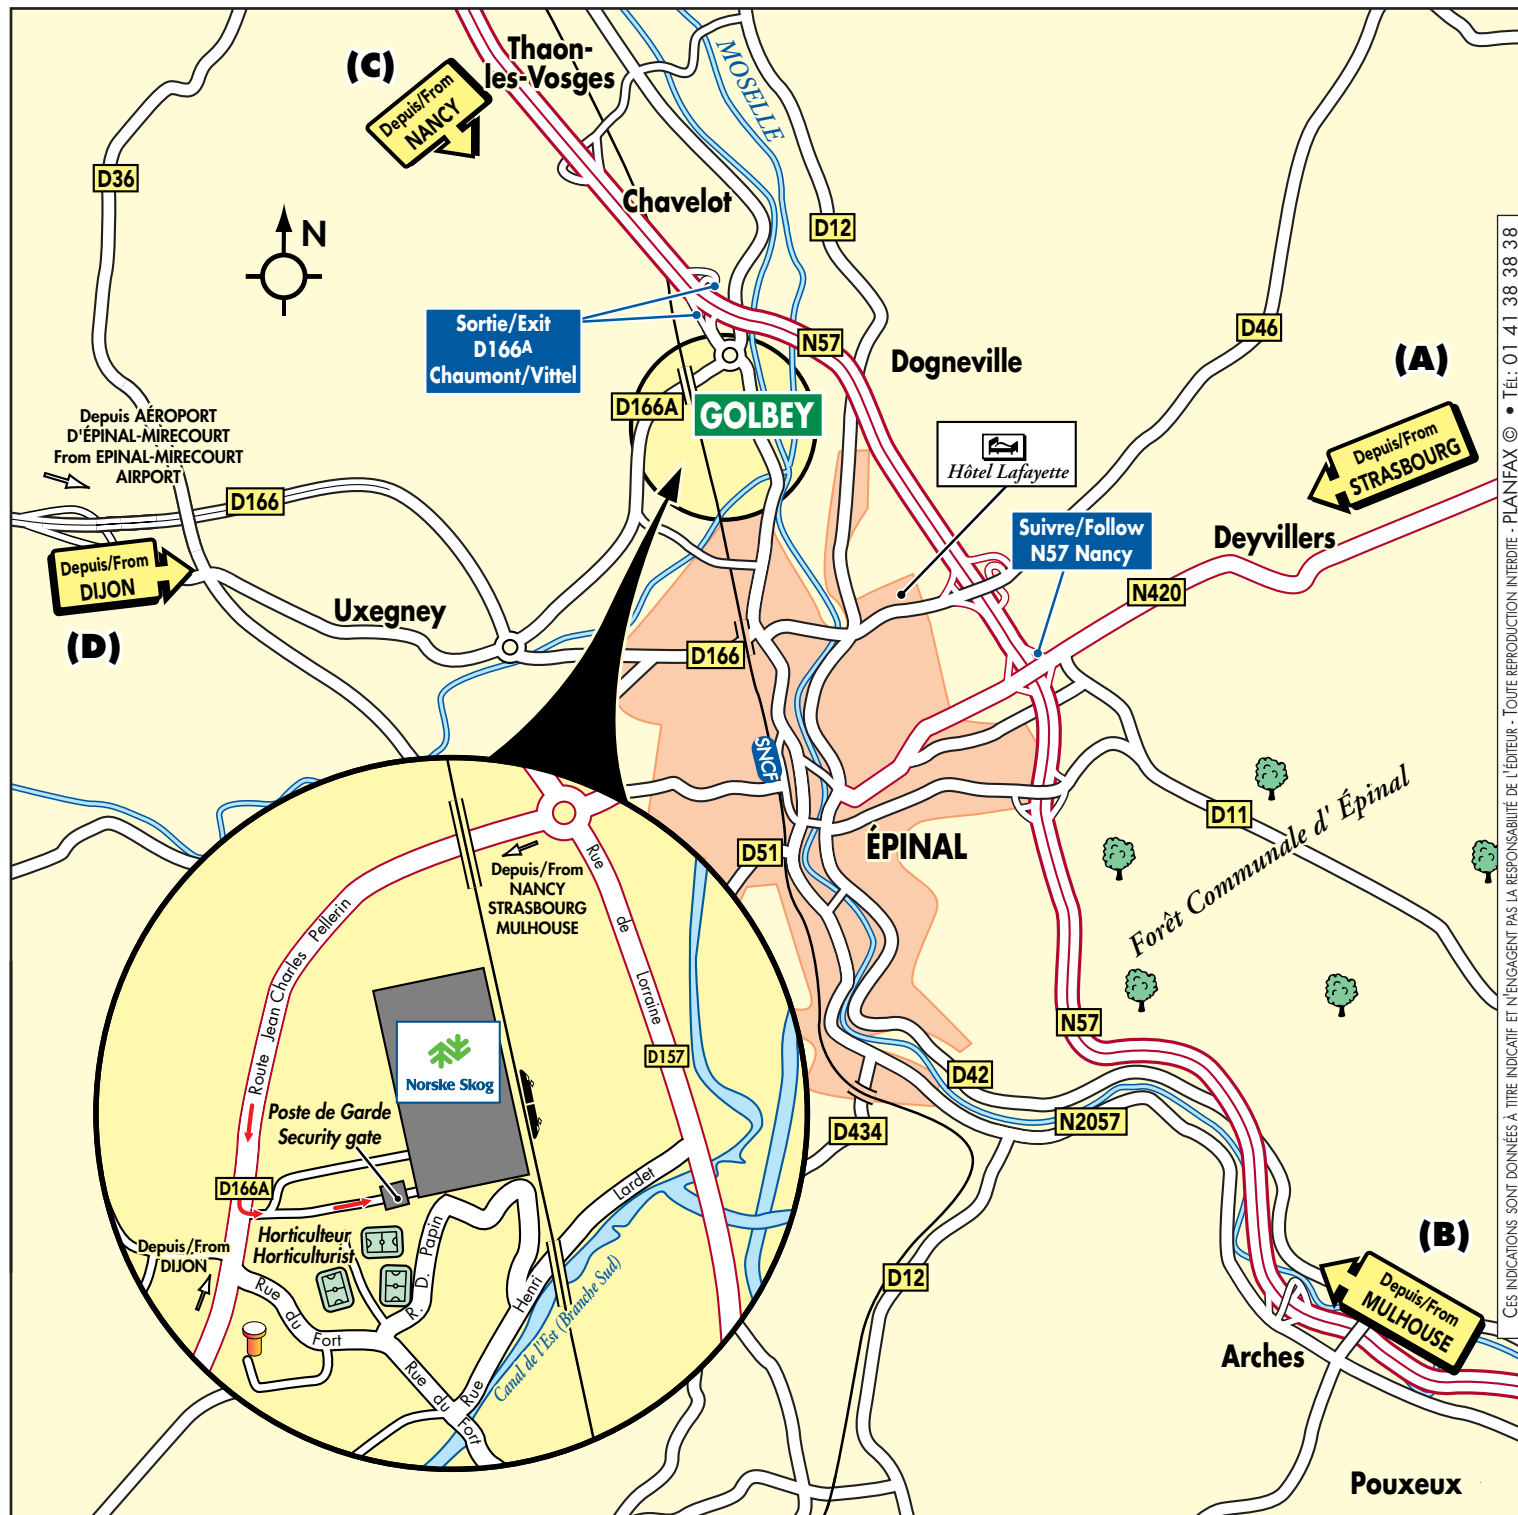 (C)
Thaon-
les-Vosges
Depuis/From
NANCY
MOSELLE
D36
Chavelot
N
D12
Sortie/Exit
D166A
Chaumont/Vittel
N57
Dogneville
D46
(A)
D166A
GOLBEY
Depuis AÉROPORT
D'ÉPINAL-MIRECOURT
From EPINAL-MIRECOURT
AIRPORT
Hôtel Lafayette
Depuis/From
STRASBOURG
D166
Suivre/Follow
N57 Nancy
Deyvillers
Depuis/From
DIJON
N420
Uxegney
(D)
D166
SNCF
D11
Forêt Communale d' Épinal
ÉPINAL
D51
Rue de Lorraine
Depuis/From
NANCY
STRASBOURG
MULHOUSE
Route Jean Charles Pellerin
Norske Skog
D157
N57
D42
N2057
D434
Poste de Garde
Security gate
D166A
Lardet
Horticulteur
Horticulturist
Depuis/From
DIJON
R. D. Papin
Henri
Rue
Canal de l'Est (Branche Sud)
Rue du Fort
Rue du Fort
D12
(B)
Depuis/From
MULHOUSE
Arches
Pouxeux
CES INDICATIONS SONT DONNÉES À TITRE INDICATIF ET N'ENGAGENT PAS LA RESPONSABILITÉ DE L'ÉDITEUR - TOUTE REPRODUCTION INTERDITE - PLANFAX © • TÉL: 01 41 38 38 38